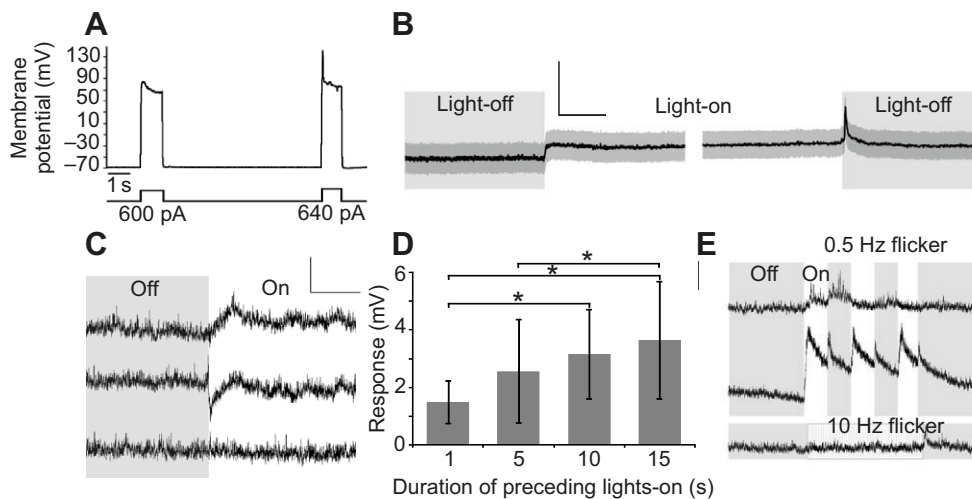 A
Membrane
potential (mV)
130
90
50
10
–30
–70
1 s
600 pA
640 pA
B
Light-off
Light-on
Light-off
C
Off
On
D
Response (mV)
6
4
2
0
*
*
*
1
5
10
15
Duration of preceding lights-on (s)
E
0.5 Hz flicker
Off
On
10 Hz flicker